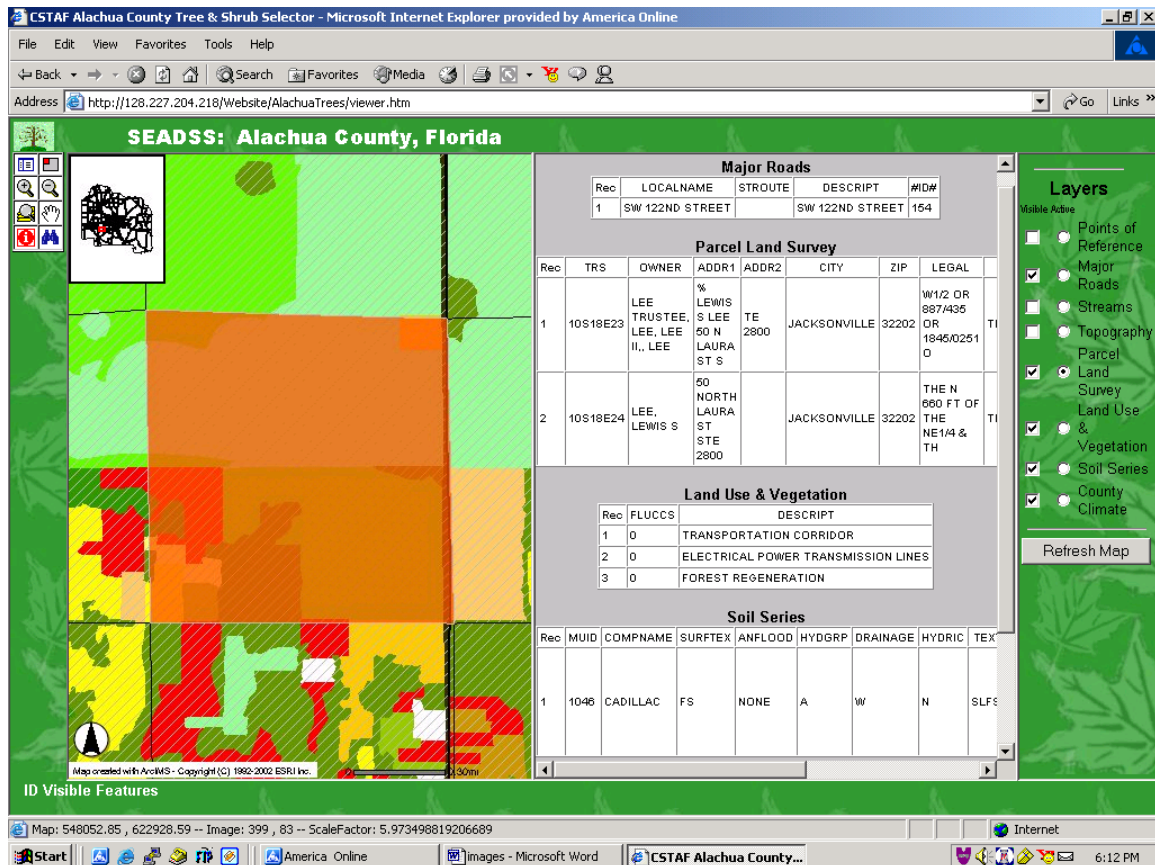 CSTAF Alachua County Tree & Shrub Selector - Microsoft Internet Explorer provided by America Online
File Edit View Favorites Tools Help
Back Search Favorites Media
Address http://128.227.204.218/Website/AlachuaTrees/viewer.htm Go Links »
SEADSS: Alachua County, Florida
Major Roads
Rec LOCALNAME STROUTE DESCRIPT #ID#
1 SW 122ND STREET SW 122ND STREET 154
Parcel Land Survey
Rec TRS OWNER ADDR1 ADDR2 CITY ZIP LEGAL
1 10S18E23 LEE TRUSTEE, LEE, LEE II,, LEE % LEWIS S LEE 50 N LAURA ST S TE 2800 JACKSONVILLE 32202 W1/2 OR 887/435 OR 1845/0251 O TI
2 10S18E24 LEE, LEWIS S 50 NORTH LAURA ST STE 2800 JACKSONVILLE 32202 THE N 660 FT OF THE NE1/4 & TH TI
Land Use & Vegetation
Rec FLUCCS DESCRIPT
1 0 TRANSPORTATION CORRIDOR
2 0 ELECTRICAL POWER TRANSMISSION LINES
3 0 FOREST REGENERATION
Soil Series
Rec MUID COMPNAME SURFTEX ANFLOOD HYDGRP DRAINAGE HYDRIC TEX
1 1046 CADILLAC FS NONE A W N SLFS
Layers
Visible Active
Points of
Reference
Major
Roads
Streams
Topography
Parcel
Land
Survey
Land Use
&
Vegetation
Soil Series
County
Climate
Refresh Map
Map created with ArcIMS - Copyright (C) 1992-2002 ESRI Inc.
0 0.30mi
ID Visible Features
Map: 548052.85 , 622928.59 -- Image: 399 , 83 -- ScaleFactor: 5.973498819206689 Internet
Start America Online images - Microsoft Word CSTAF Alachua County... 6:12 PM